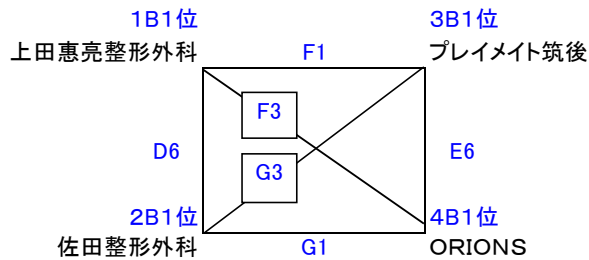 1B1位
3B1位
上田惠亮整形外科
F1
プレイメイト筑後
F3
D6
E6
G3
2B1位
4B1位
佐田整形外科
G1
ORIONS